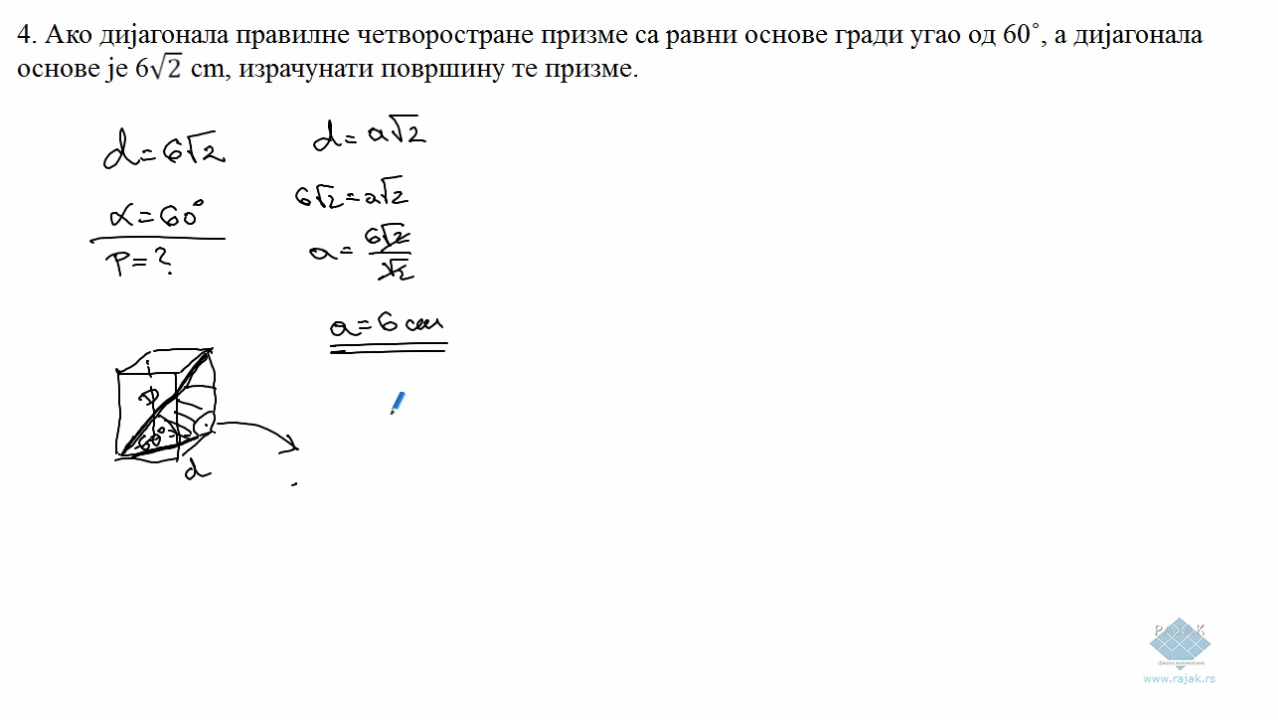 4. Ако дијагонала правилне четворостране призме са равни основе гради угао од 60˚, а дијагонала
основе је 6√2 cm, израчунати површину те призме.
d=6√2
α=60°
P=?
d=a√2
6√2=a√2
a=6√2/√2
a=6 cm
D
60°
d
РАЈАК
www.rajak.rs